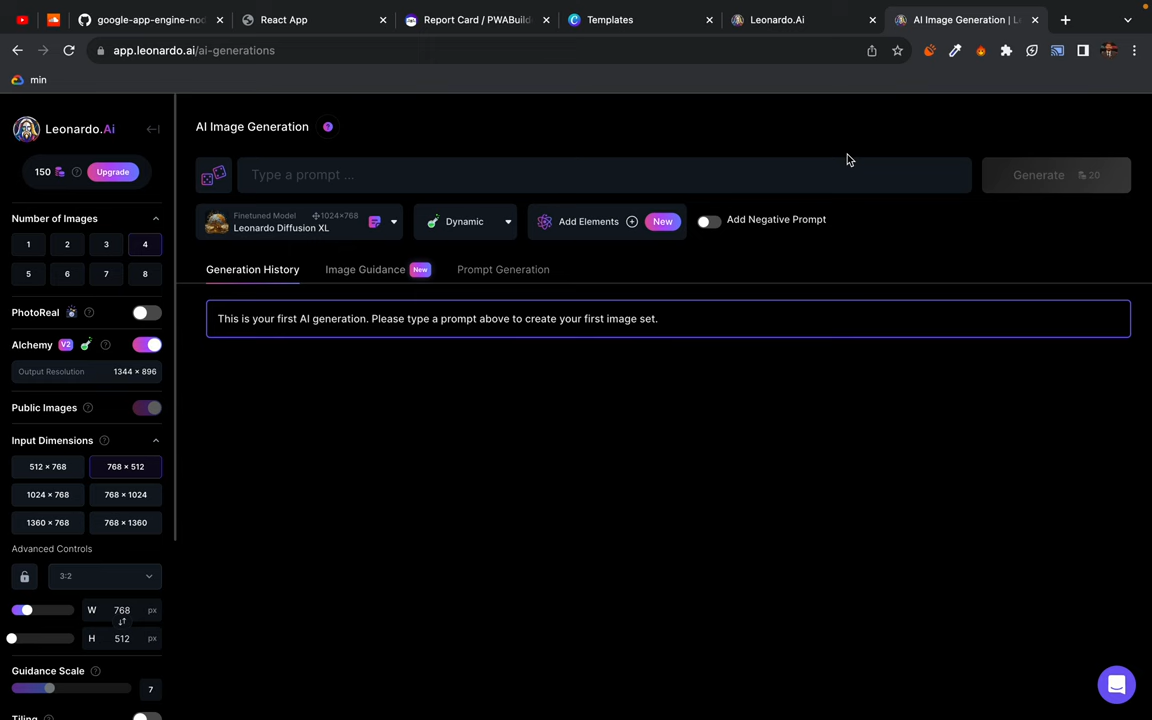 google-app-engine-nod
React App
Report Card / PWABuild
Templates
Leonardo.Ai
AI Image Generation | L
app.leonardo.ai/ai-generations
min
Leonardo.Ai
150
Upgrade
Number of Images
1 2 3 4
5 6 7 8
PhotoReal
Alchemy V2
Output Resolution 1344 × 896
Public Images
Input Dimensions
512 × 768 768 × 512
1024 × 768 768 × 1024
1360 × 768 768 × 1360
Advanced Controls
3:2
W 768 px
H 512 px
Guidance Scale
7
Tiling
AI Image Generation
Type a prompt ...
Generate 20
Finetuned Model 1024×768
Leonardo Diffusion XL
Dynamic
Add Elements
New
Add Negative Prompt
Generation History
Image Guidance New
Prompt Generation
This is your first AI generation. Please type a prompt above to create your first image set.